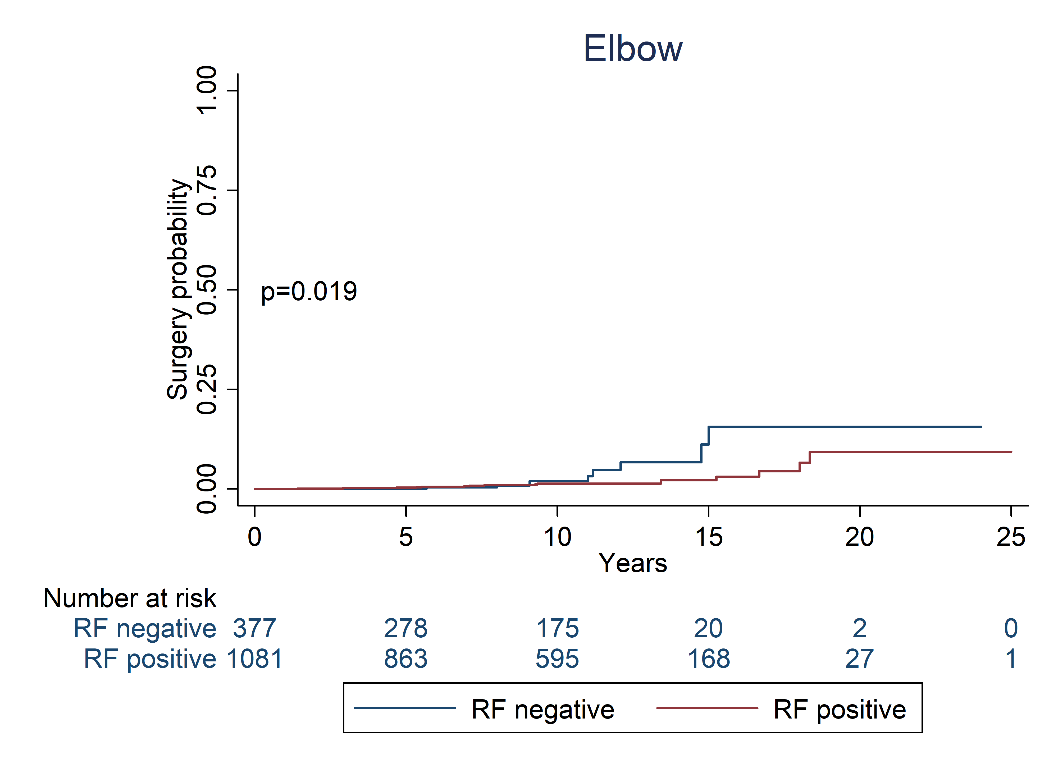 Elbow
1.00
0.75
0.50
0.25
0.00
Surgery probability
p=0.019
0 5 10 15 20 25
Years
Number at risk
RF negative 377 278 175 20 2 0
RF positive 1081 863 595 168 27 1
RF negative RF positive